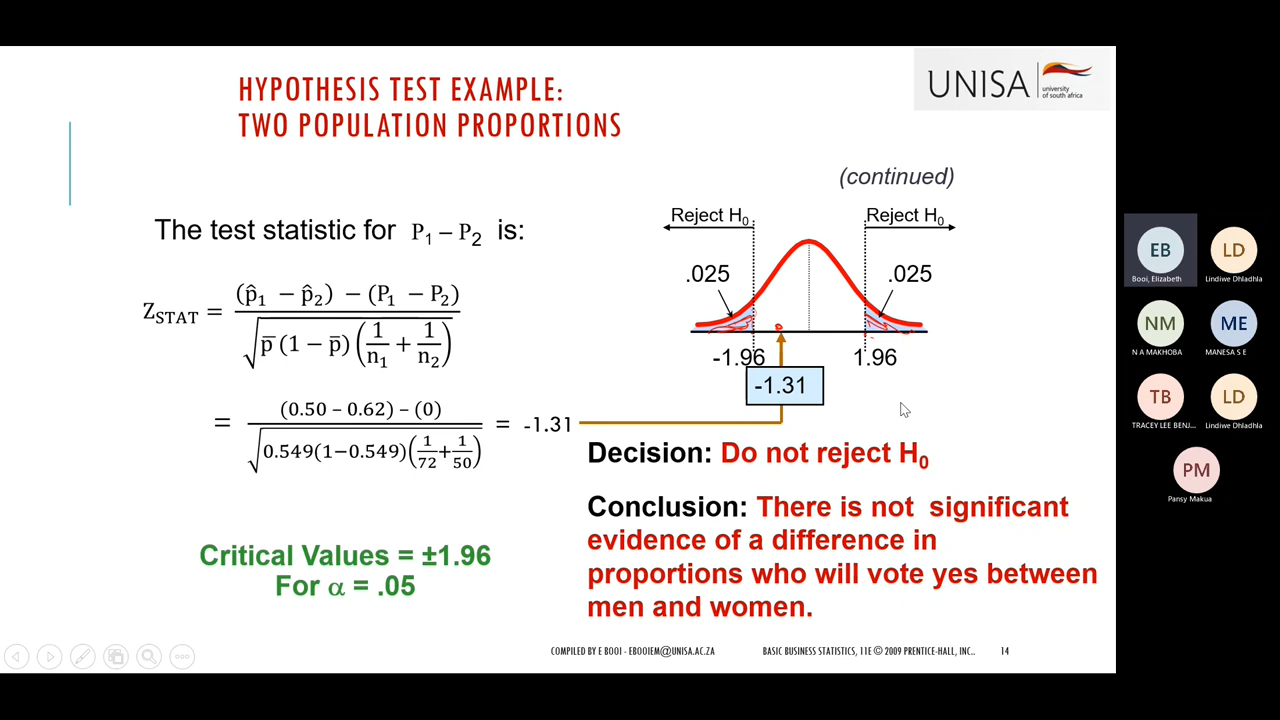 HYPOTHESIS TEST EXAMPLE:
TWO POPULATION PROPORTIONS
UNISA
university
of south africa
(continued)
The test statistic for P₁ – P₂ is:
Z_STAT = ((p̂₁ − p̂₂) − (P₁ − P₂)) / √(p̄ (1 − p̄) (1/n₁ + 1/n₂))
= ((0.50 − 0.62) − (0)) / √(0.549(1−0.549)(1/72 + 1/50)) = -1.31
Critical Values = ±1.96
For α = .05
Reject H₀
Reject H₀
.025
.025
-1.96
1.96
-1.31
Decision: Do not reject H₀
Conclusion: There is not significant
evidence of a difference in
proportions who will vote yes between
men and women.
COMPILED BY E BOOI - EBOOIEM@UNISA.AC.ZA
BASIC BUSINESS STATISTICS, 11E © 2009 PRENTICE-HALL, INC..
14
EB
Booi, Elizabeth
LD
Lindiwe Dhladhla
NM
N A MAKHOBA
ME
MANESA S E
TB
TRACEY LEE BENJ...
LD
Lindiwe Dhladhla
PM
Pansy Makua